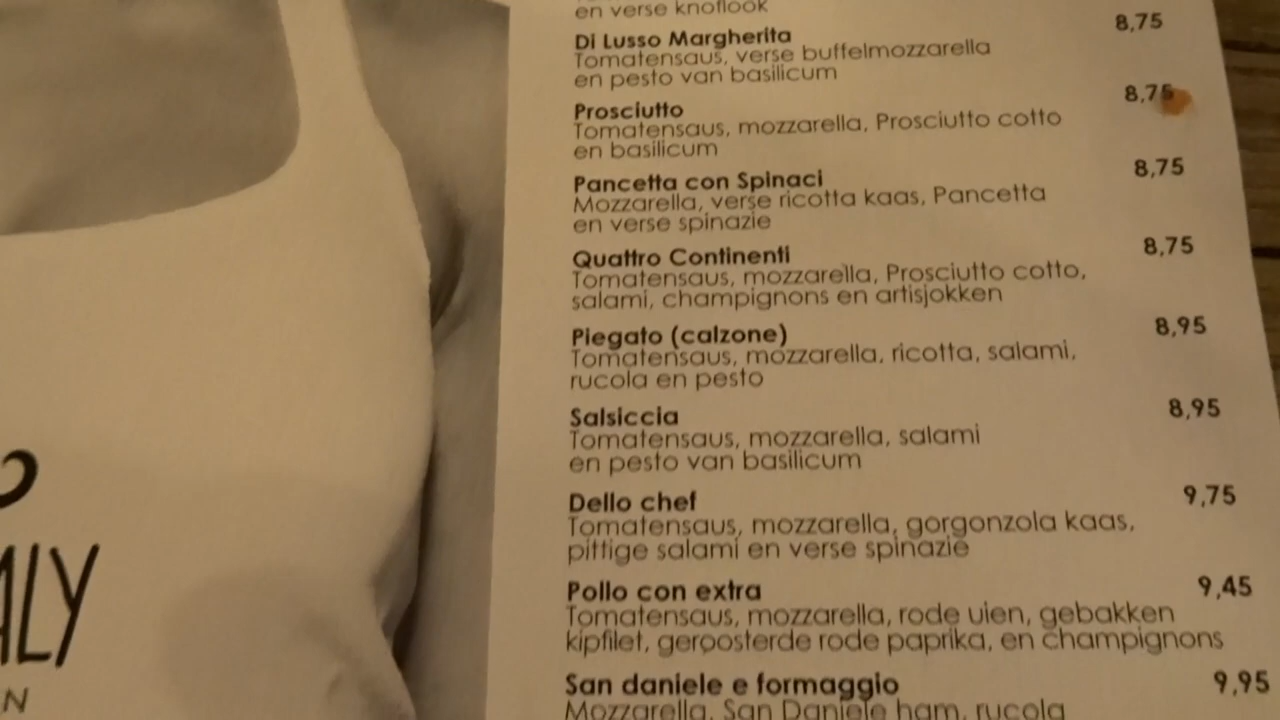 en verse knoflook
Di Lusso Margherita 8,75
Tomatensaus, verse buffelmozzarella
en pesto van basilicum
Prosciutto 8,75
Tomatensaus, mozzarella, Prosciutto cotto
en basilicum
Pancetta con Spinaci 8,75
Mozzarella, verse ricotta kaas, Pancetta
en verse spinazie
Quattro Continenti 8,75
Tomatensaus, mozzarella, Prosciutto cotto,
salami, champignons en artisjokken
Piegato (calzone) 8,95
Tomatensaus, mozzarella, ricotta, salami,
rucola en pesto
Salsiccia 8,95
Tomatensaus, mozzarella, salami
en pesto van basilicum
Dello chef 9,75
Tomatensaus, mozzarella, gorgonzola kaas,
pittige salami en verse spinazie
Pollo con extra 9,45
Tomatensaus, mozzarella, rode uien, gebakken
kipfilet, geroosterde rode paprika, en champignons
San daniele e formaggio 9,95
Mozzarella, San Daniele ham, rucola
ALY
N